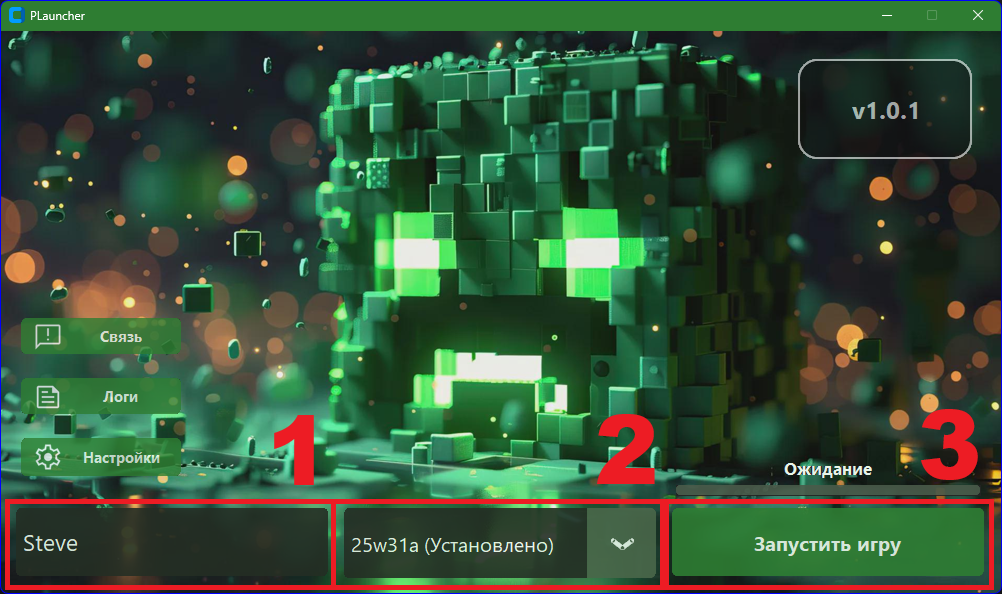 PLauncher
v1.0.1
Связь
Логи
Настройки
1
2
3
Ожидание
Steve
25w31a (Установлено)
Запустить игру